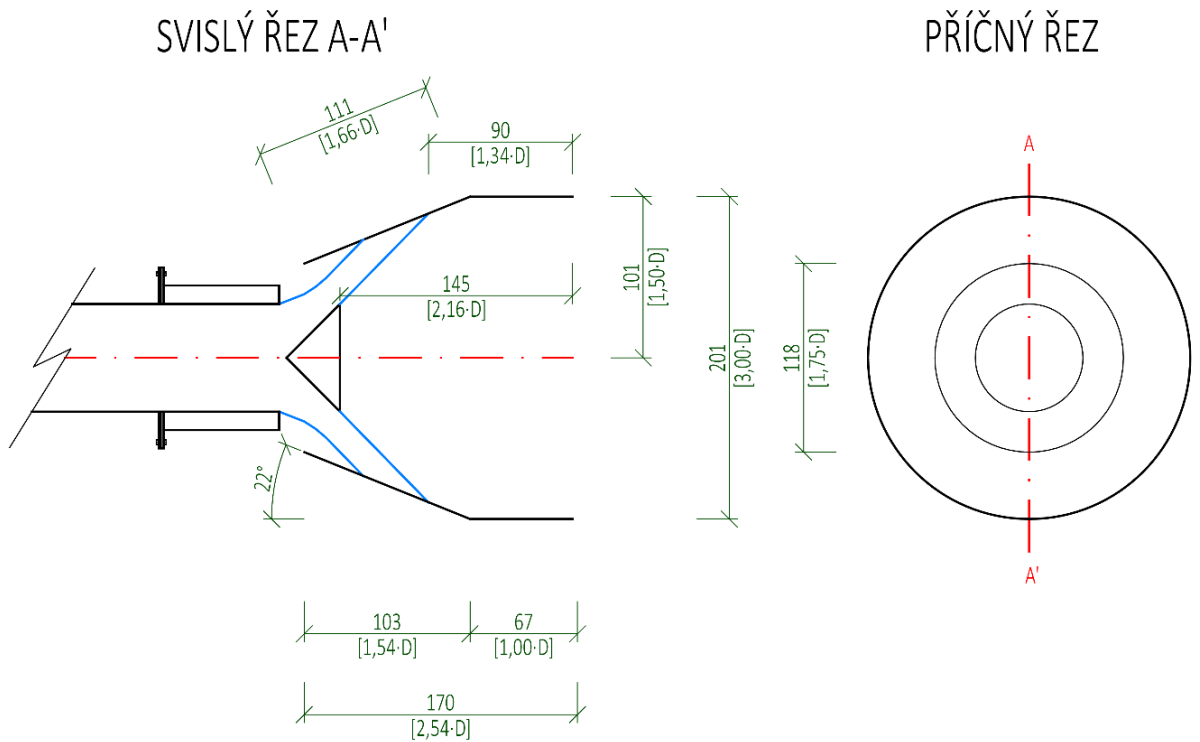 SVISLÝ ŘEZ A-A'
PŘÍČNÝ ŘEZ
111
[1,66·D]
90
[1,34·D]
A
145
[2,16·D]
101
[1,50·D]
201
[3,00·D]
118
[1,75·D]
22°
A'
103
[1,54·D]
67
[1,00·D]
170
[2,54·D]